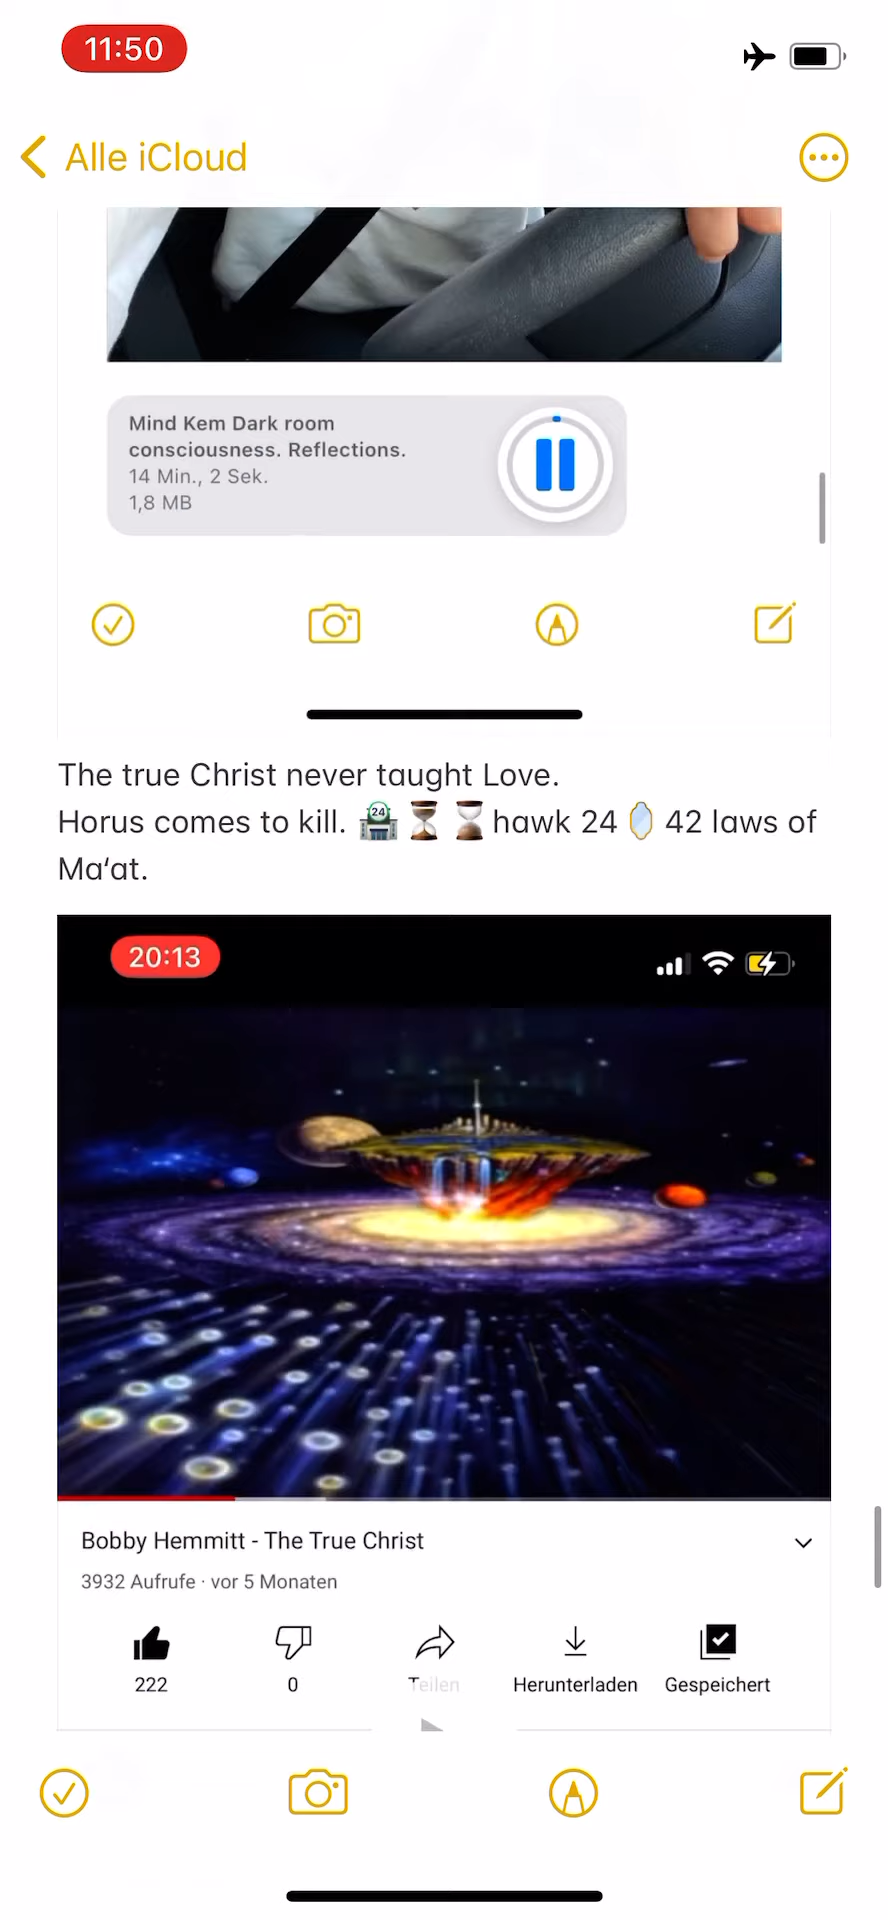 11:50
Alle iCloud
Mind Kem Dark room
consciousness. Reflections.
14 Min., 2 Sek.
1,8 MB
The true Christ never taught Love.
Horus comes to kill. 🏪⌛⏳hawk 24 🪞 42 laws of
Ma‘at.
20:13
Bobby Hemmitt - The True Christ
3932 Aufrufe · vor 5 Monaten
222 0 Teilen Herunterladen Gespeichert